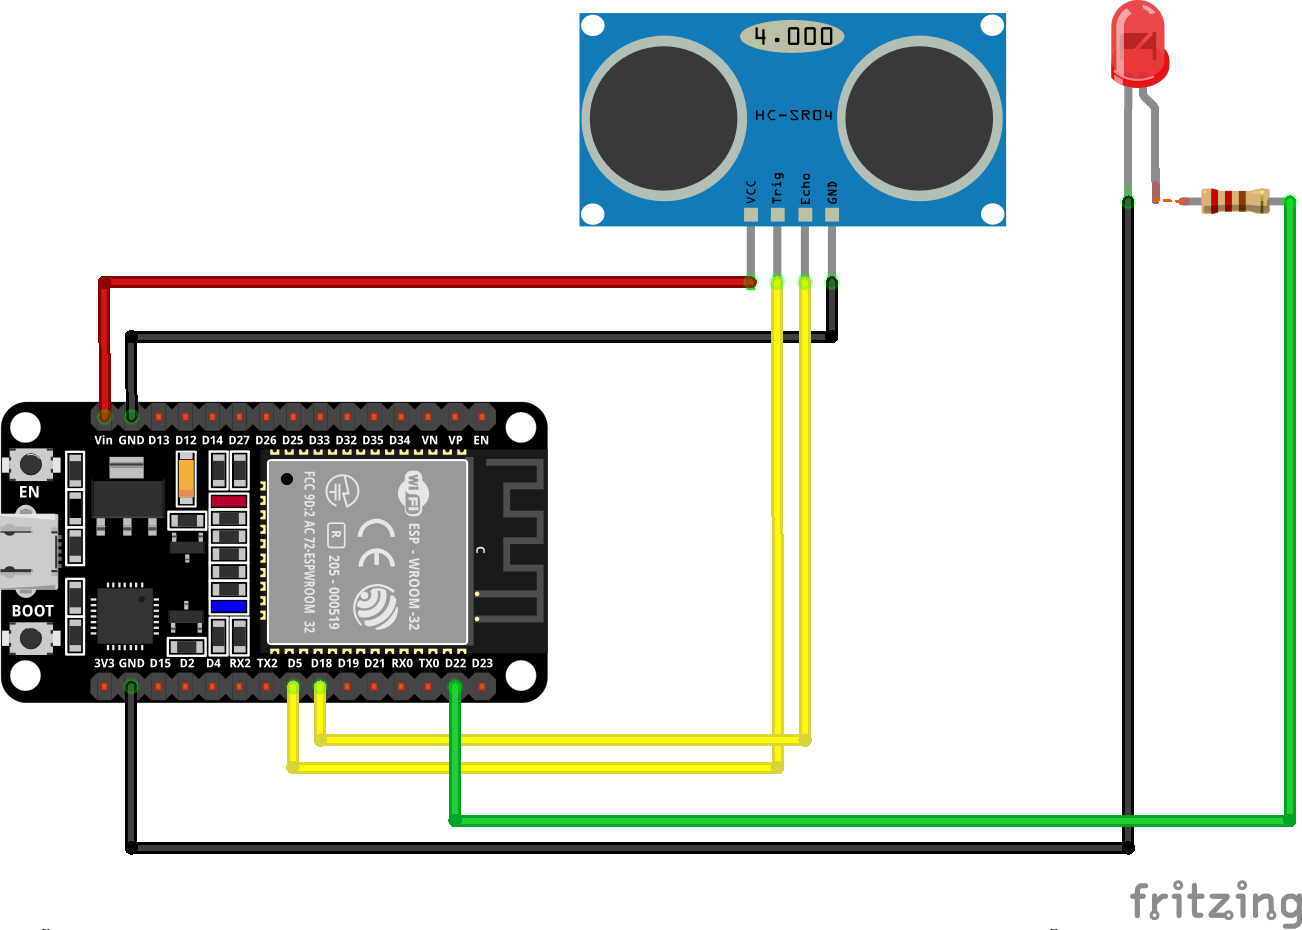 4.000
HC-SR04
VCC
Trig
Echo
GND
Vin GND D13 D12 D14 D27 D26 D25 D33 D32 D35 D34 VN VP EN
EN
FCC 9D:2 AC 72-ESPWROOM 32
R
205 - 000519
CE
WiFi
ESP - WROOM -32
C
BOOT
3V3 GND D15 D2 D4 RX2 TX2 D5 D18 D19 D21 RX0 TX0 D22 D23
fritzing